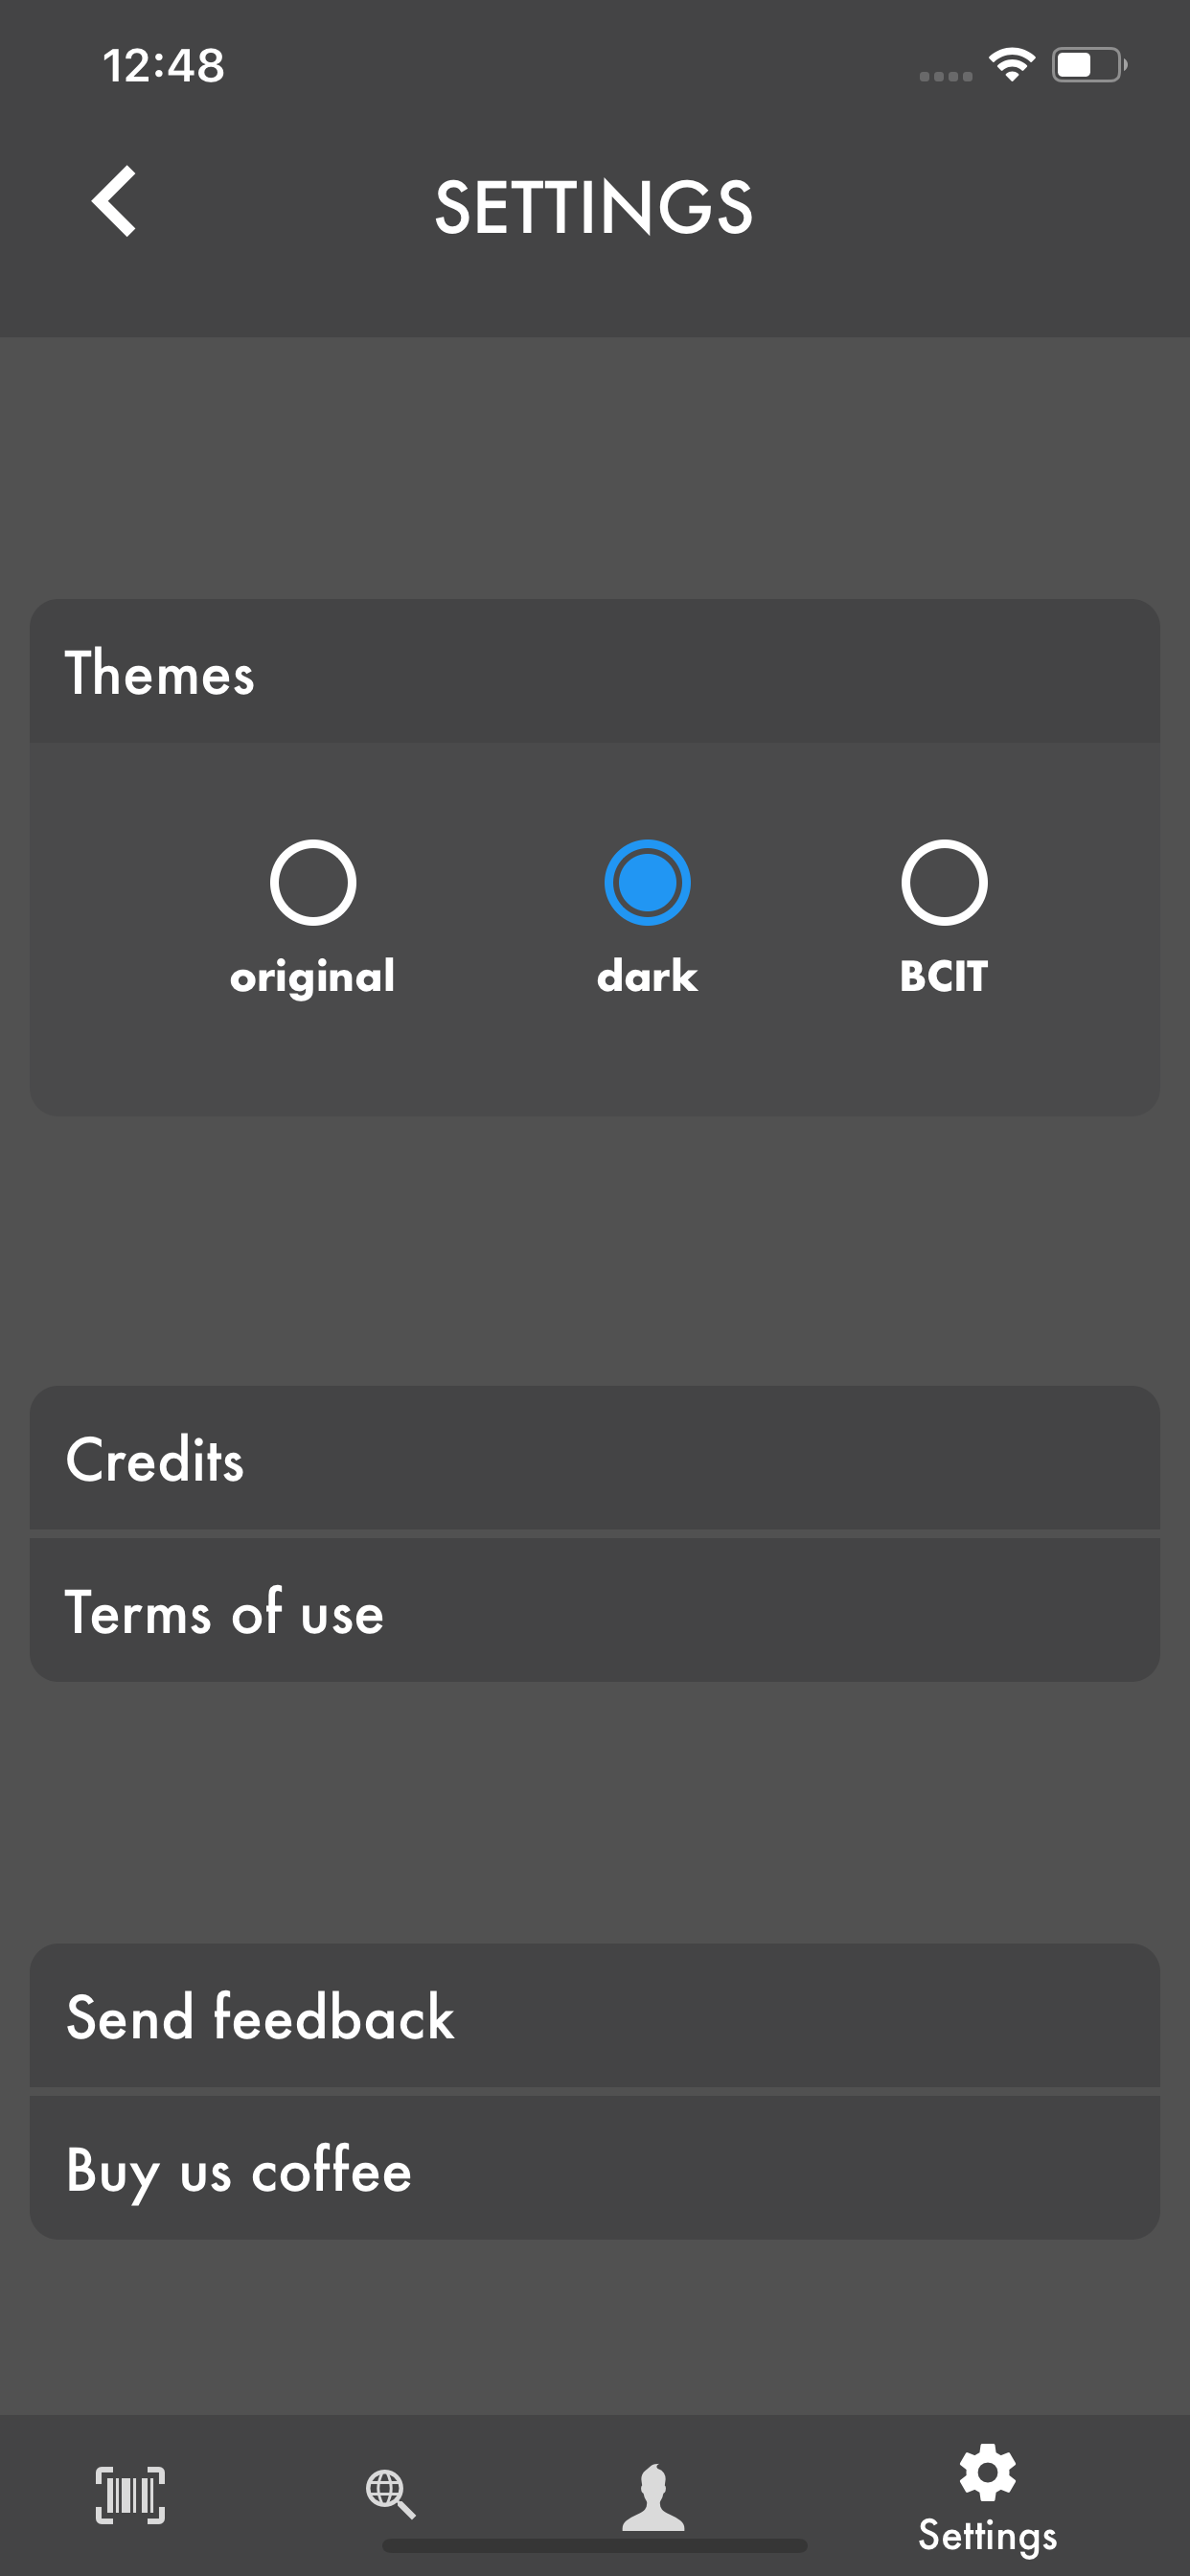 12:48
SETTINGS
Themes
original dark BCIT
Credits
Terms of use
Send feedback
Buy us coffee
Settings